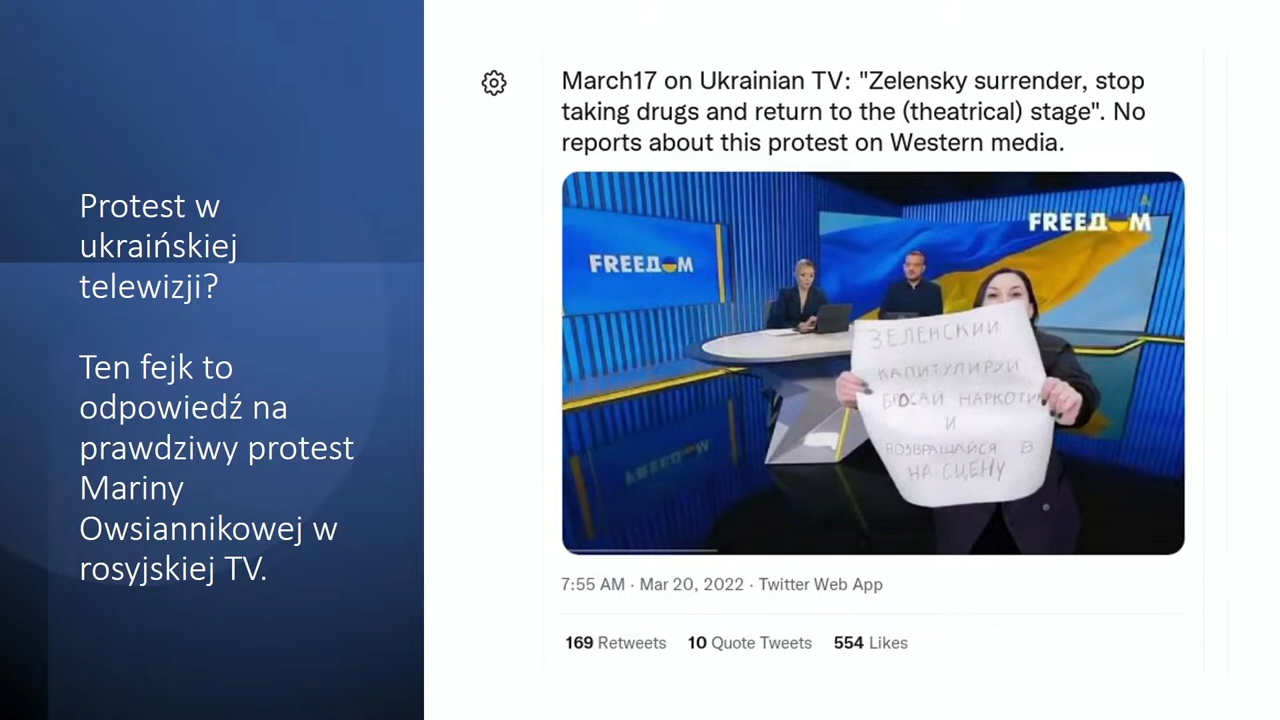 Protest w
ukraińskiej
telewizji?
Ten fejk to
odpowiedź na
prawdziwy protest
Mariny
Owsiannikowej w
rosyjskiej TV.
March17 on Ukrainian TV: "Zelensky surrender, stop
taking drugs and return to the (theatrical) stage". No
reports about this protest on Western media.
FREEДOM
FREEДOM
ЗЕЛЕНСКИЙ
КАПИТУЛИРУЙ
БРОСАЙ НАРКОТИ
И
ВОЗВРАЩАЙСЯ В
НА СЦЕНУ
7:55 AM · Mar 20, 2022 · Twitter Web App
169 Retweets 10 Quote Tweets 554 Likes